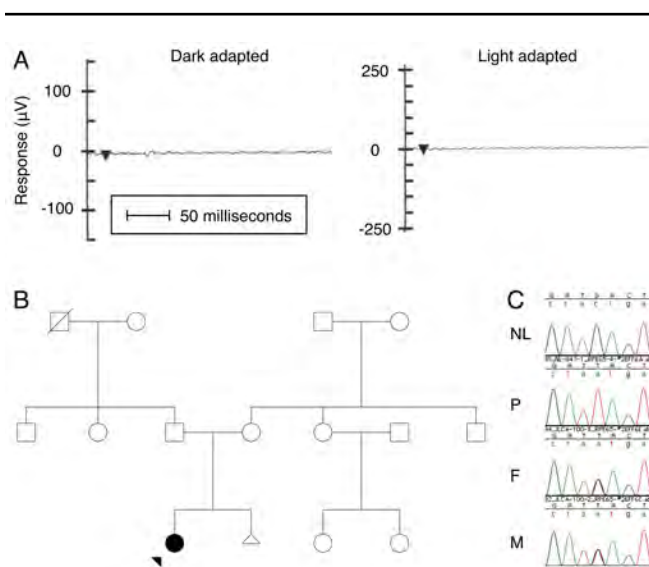 A
Dark adapted
Light adapted
Response (µV)
100
0
-100
250
0
-250
50 milliseconds
B
C
NL
P
F
M